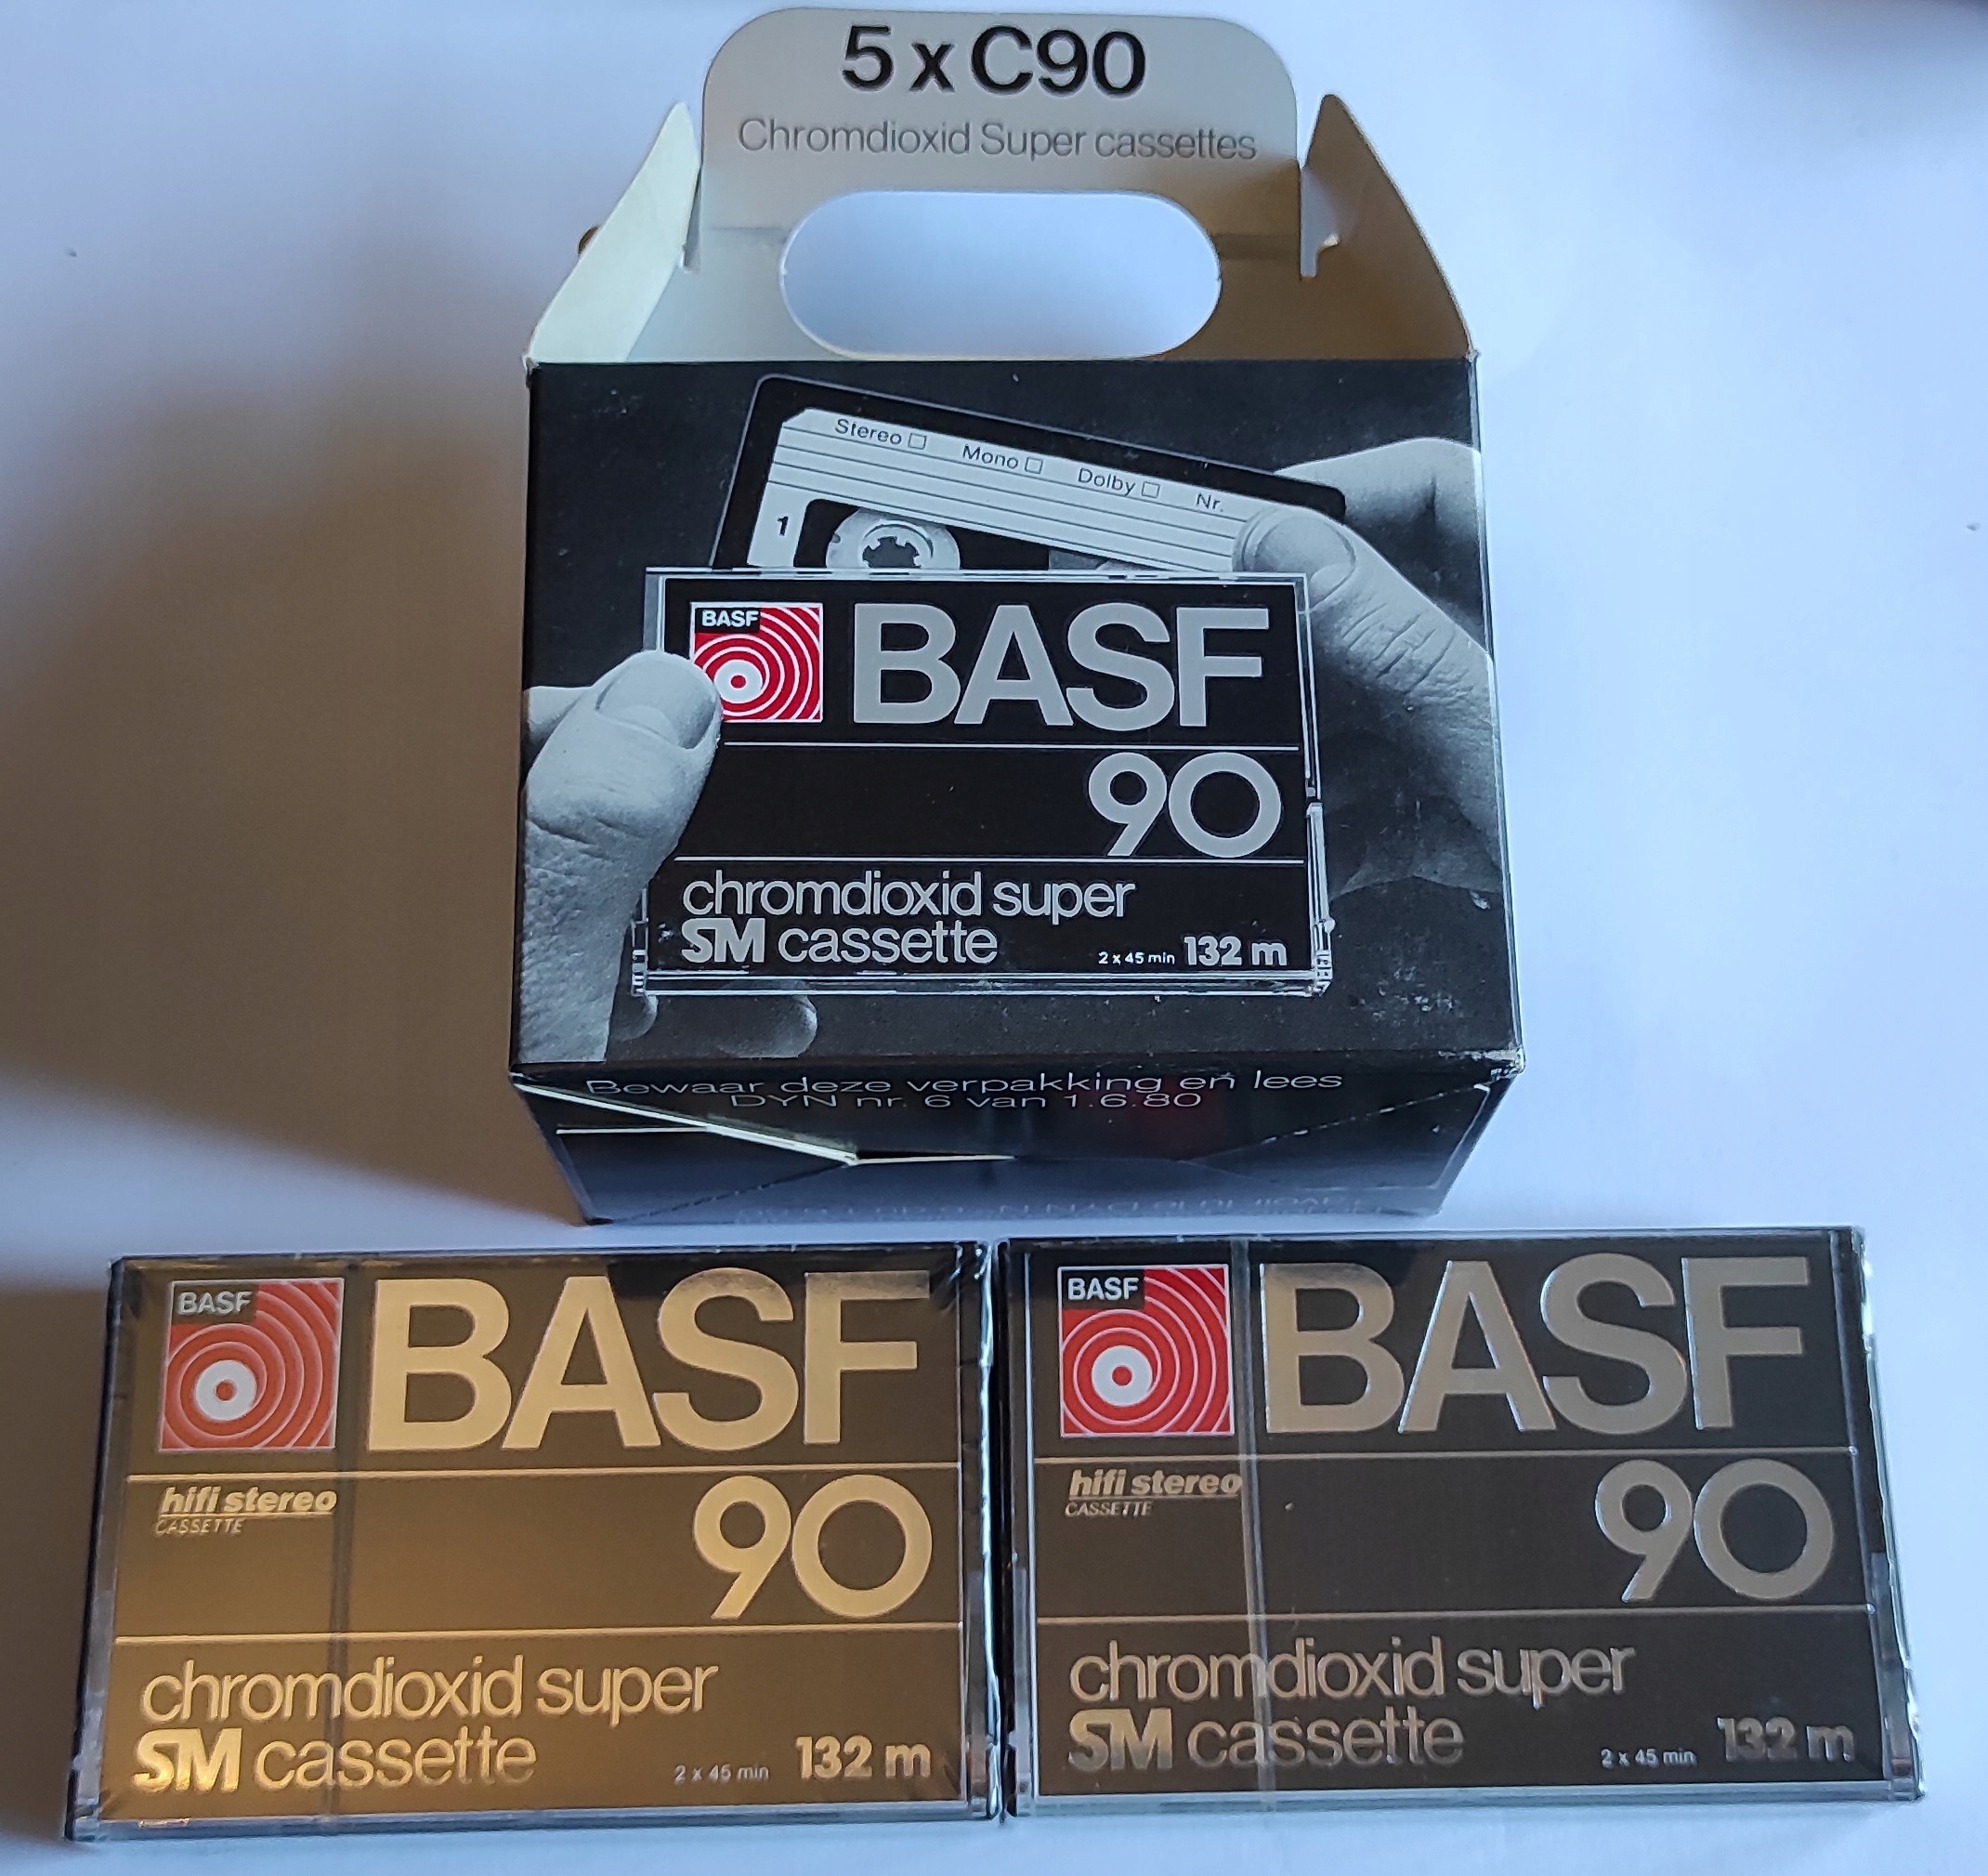 5 x C90
Chromdioxid Super cassettes
Stereo Mono Dolby Nr.
1
BASF
BASF
90
chromdioxid super
SM cassette
2 x 45 min 132 m
Bewaar deze verpakking en lees
DYN nr. 6 van 1.6.80
BASF
BASF
hifi stereo
CASSETTE
90
chromdioxid super
SM cassette
2 x 45 min 132 m
BASF
BASF
hifi stereo
CASSETTE
90
chromdioxid super
SM cassette
2 x 45 min 132 m